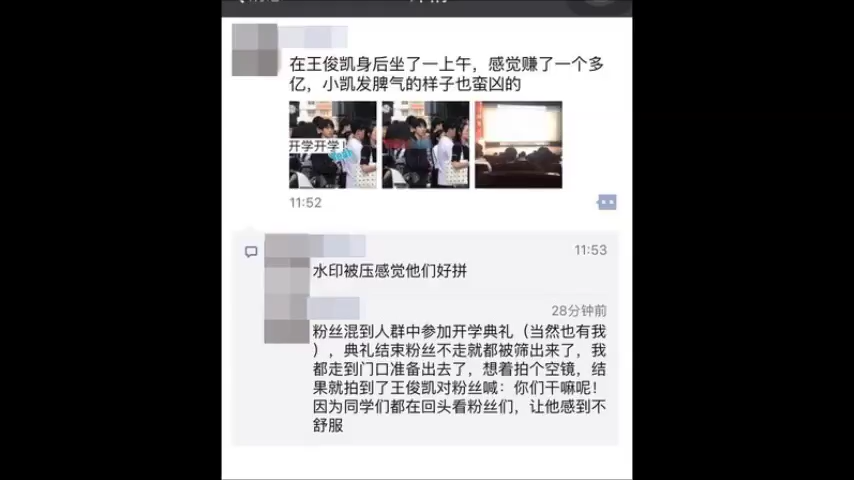 在王俊凯身后坐了一上午，感觉赚了一个多
亿，小凯发脾气的样子也蛮凶的
开学开学！
11:52
11:53
水印被压感觉他们好拼
28分钟前
粉丝混到人群中参加开学典礼（当然也有我
），典礼结束粉丝不走就都被筛出来了，我
都走到门口准备出去了，想着拍个空镜，结
果就拍到了王俊凯对粉丝喊：你们干嘛呢！
因为同学们都在回头看粉丝们，让他感到不
舒服